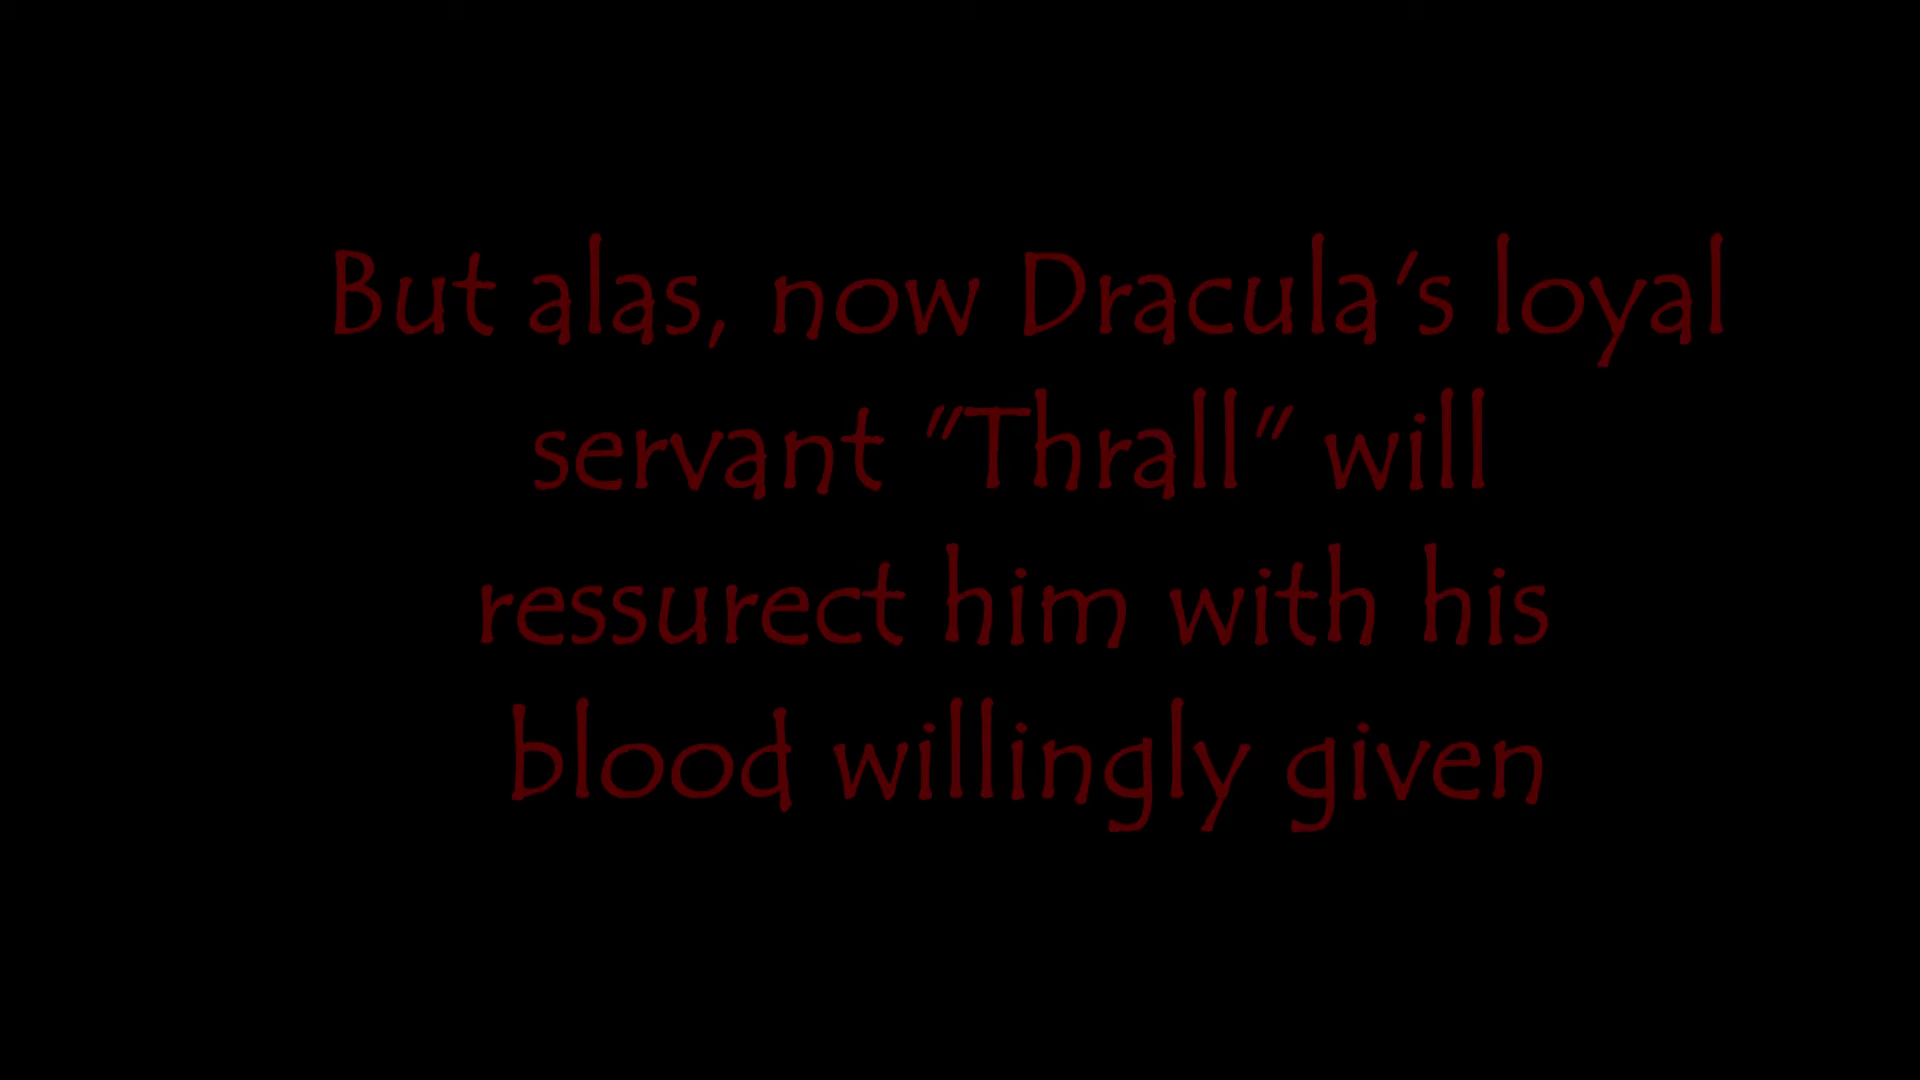 But alas, now Dracula's loyal
servant "Thrall" will
ressurect him with his
blood willingly given